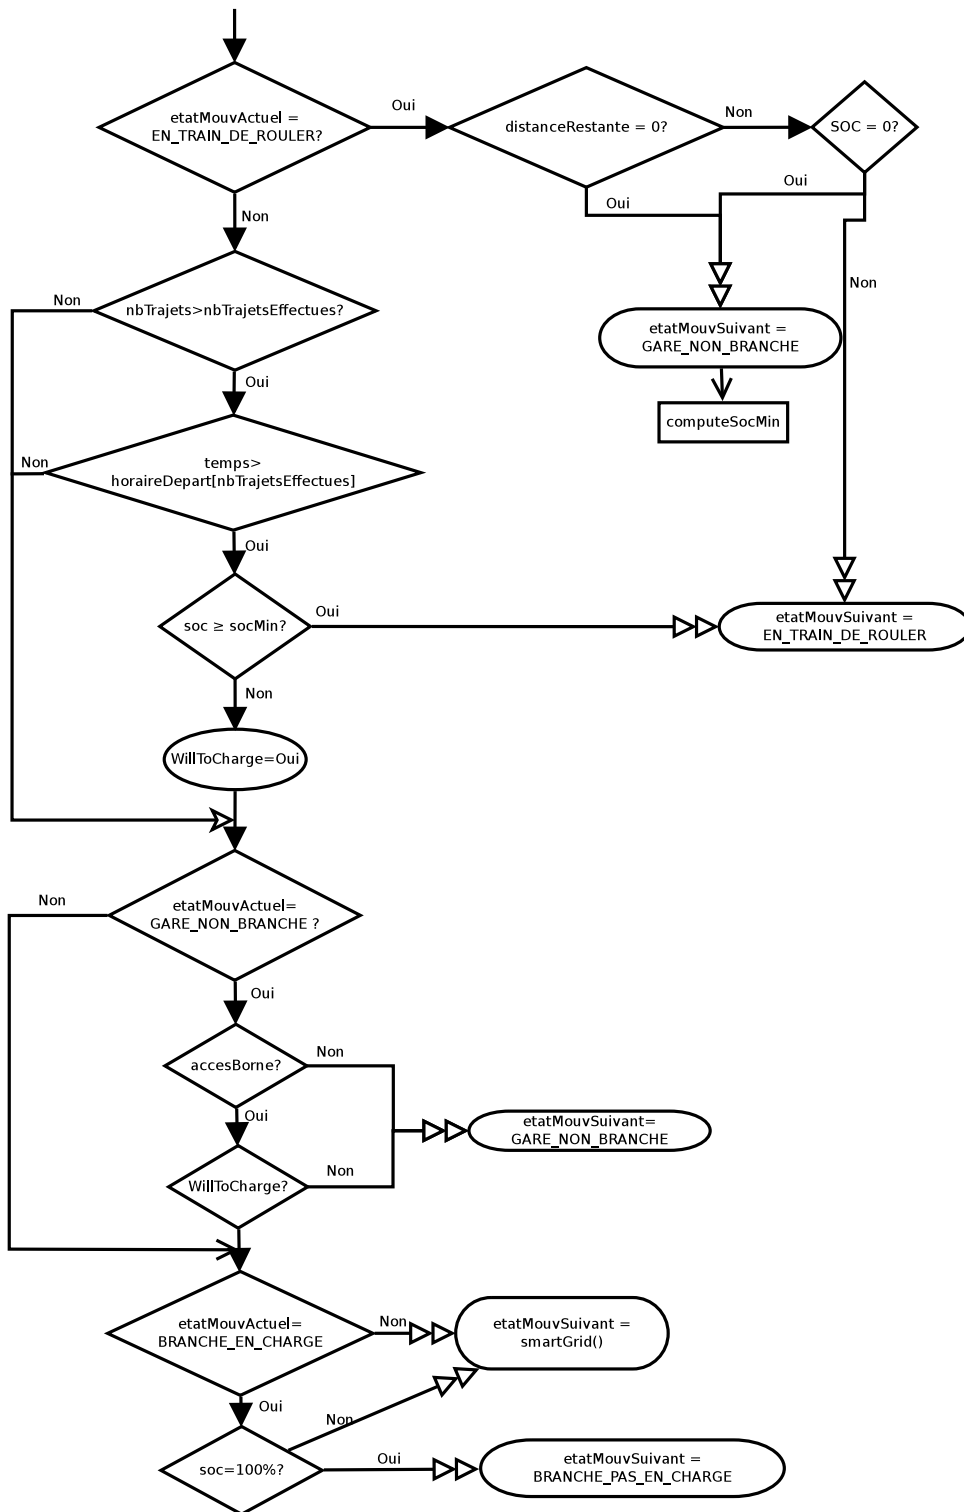 etatMouvActuel =
EN_TRAIN_DE_ROULER?
Oui
distanceRestante = 0?
Non
SOC = 0?
Oui
Oui
Non
Non
nbTrajets>nbTrajetsEffectues?
Non
Oui
etatMouvSuivant =
GARE_NON_BRANCHE
computeSocMin
temps>
horaireDepart[nbTrajetsEffectues]
Non
Oui
soc ≥ socMin?
Oui
etatMouvSuivant =
EN_TRAIN_DE_ROULER
Non
WillToCharge=Oui
etatMouvActuel=
GARE_NON_BRANCHE ?
Non
Oui
accesBorne?
Non
Oui
etatMouvSuivant=
GARE_NON_BRANCHE
WillToCharge?
Non
etatMouvActuel=
BRANCHE_EN_CHARGE
Non
etatMouvSuivant =
smartGrid()
Oui
Non
soc=100%?
Oui
etatMouvSuivant =
BRANCHE_PAS_EN_CHARGE